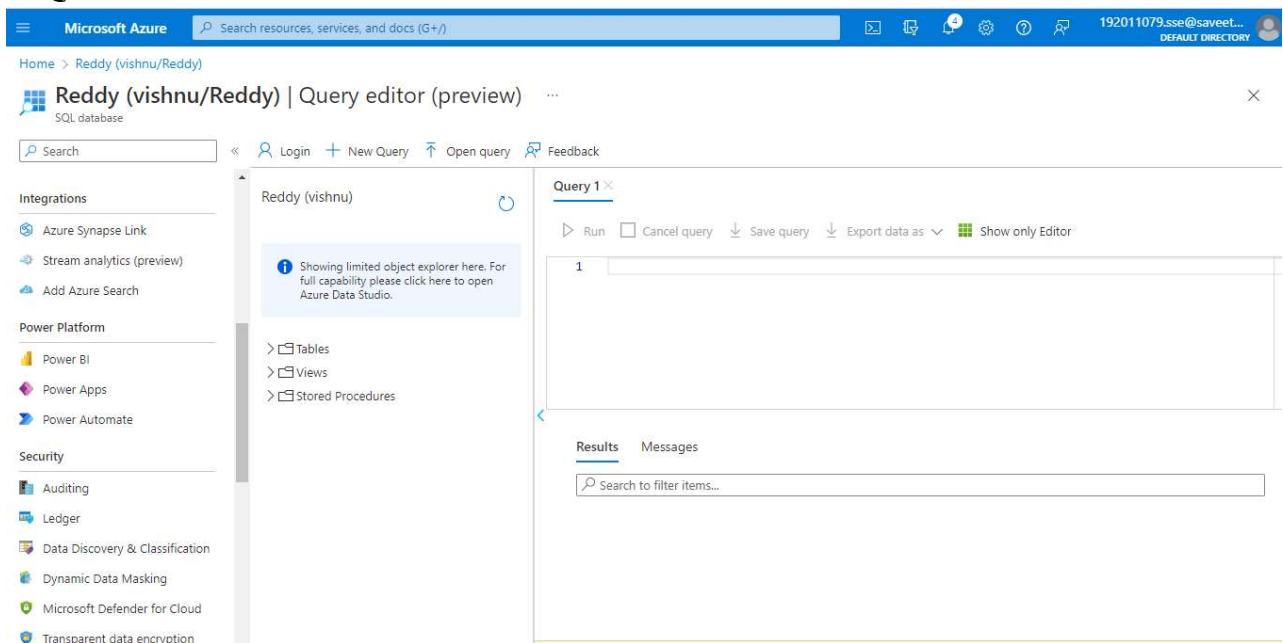 Microsoft Azure
Search resources, services, and docs (G+/)
4
192011079.sse@saveet...
DEFAULT DIRECTORY
Home > Reddy (vishnu/Reddy)
Reddy (vishnu/Reddy) | Query editor (preview) ...
SQL database
Search
Login + New Query Open query Feedback
Integrations
Azure Synapse Link
Stream analytics (preview)
Add Azure Search
Power Platform
Power BI
Power Apps
Power Automate
Security
Auditing
Ledger
Data Discovery & Classification
Dynamic Data Masking
Microsoft Defender for Cloud
Transparent data encryption
Reddy (vishnu)
Showing limited object explorer here. For
full capability please click here to open
Azure Data Studio.
Tables
Views
Stored Procedures
Query 1
Run Cancel query Save query Export data as Show only Editor
1
Results Messages
Search to filter items...